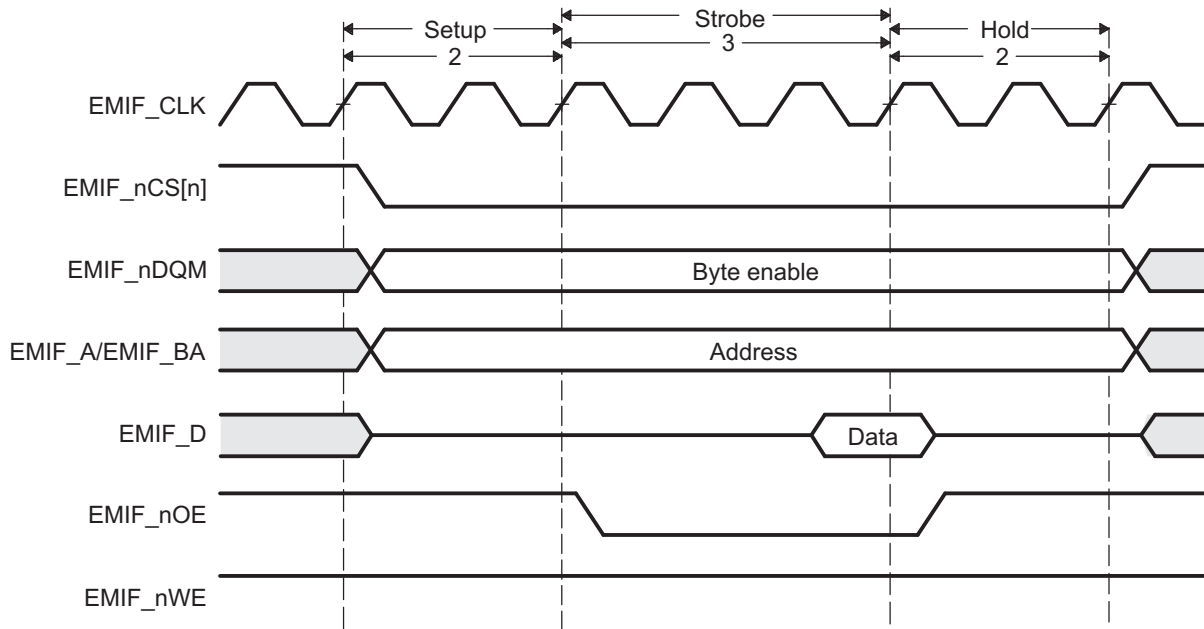 Setup
2
Strobe
3
Hold
2
EMIF_CLK
EMIF_nCS[n]
EMIF_nDQM
Byte enable
EMIF_A/EMIF_BA
Address
EMIF_D
Data
EMIF_nOE
EMIF_nWE